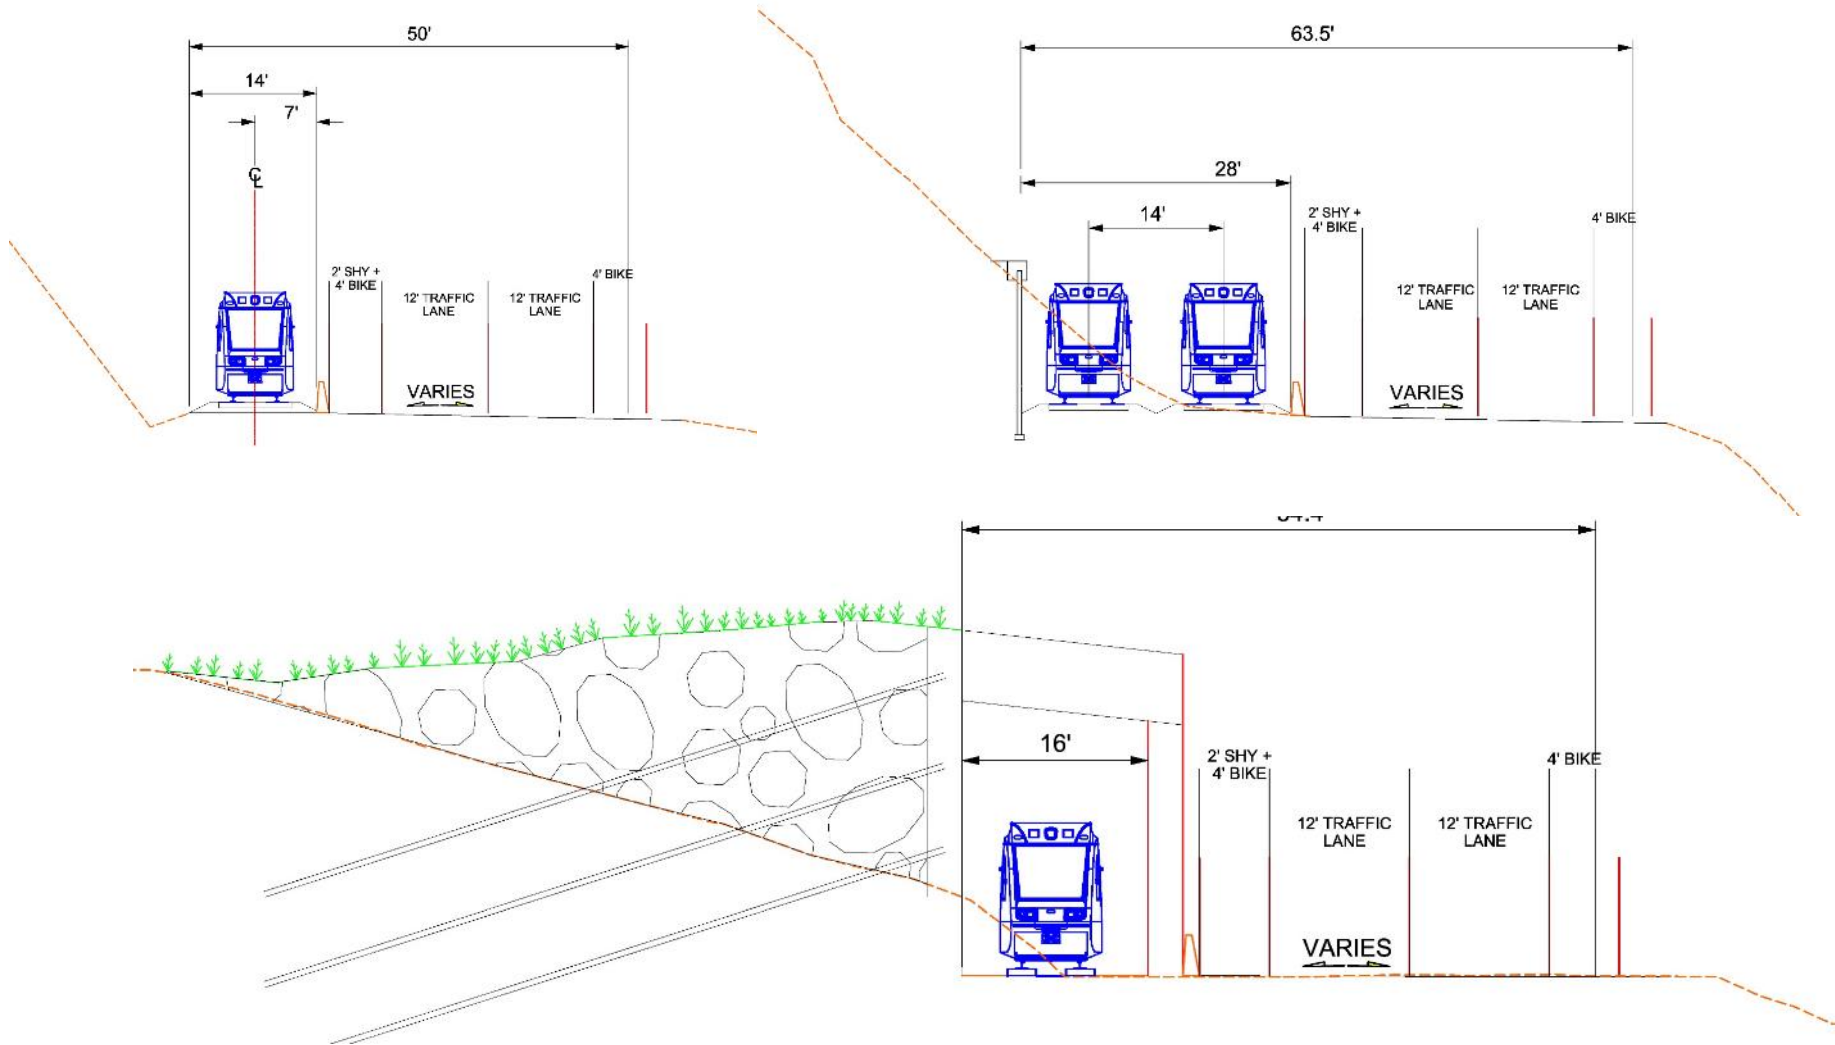 50'
14'
7'
CL
2' SHY +
4' BIKE
12' TRAFFIC
LANE
12' TRAFFIC
LANE
4' BIKE
VARIES
63.5'
28'
14'
2' SHY +
4' BIKE
12' TRAFFIC
LANE
12' TRAFFIC
LANE
4' BIKE
VARIES
16'
2' SHY +
4' BIKE
12' TRAFFIC
LANE
12' TRAFFIC
LANE
4' BIKE
VARIES